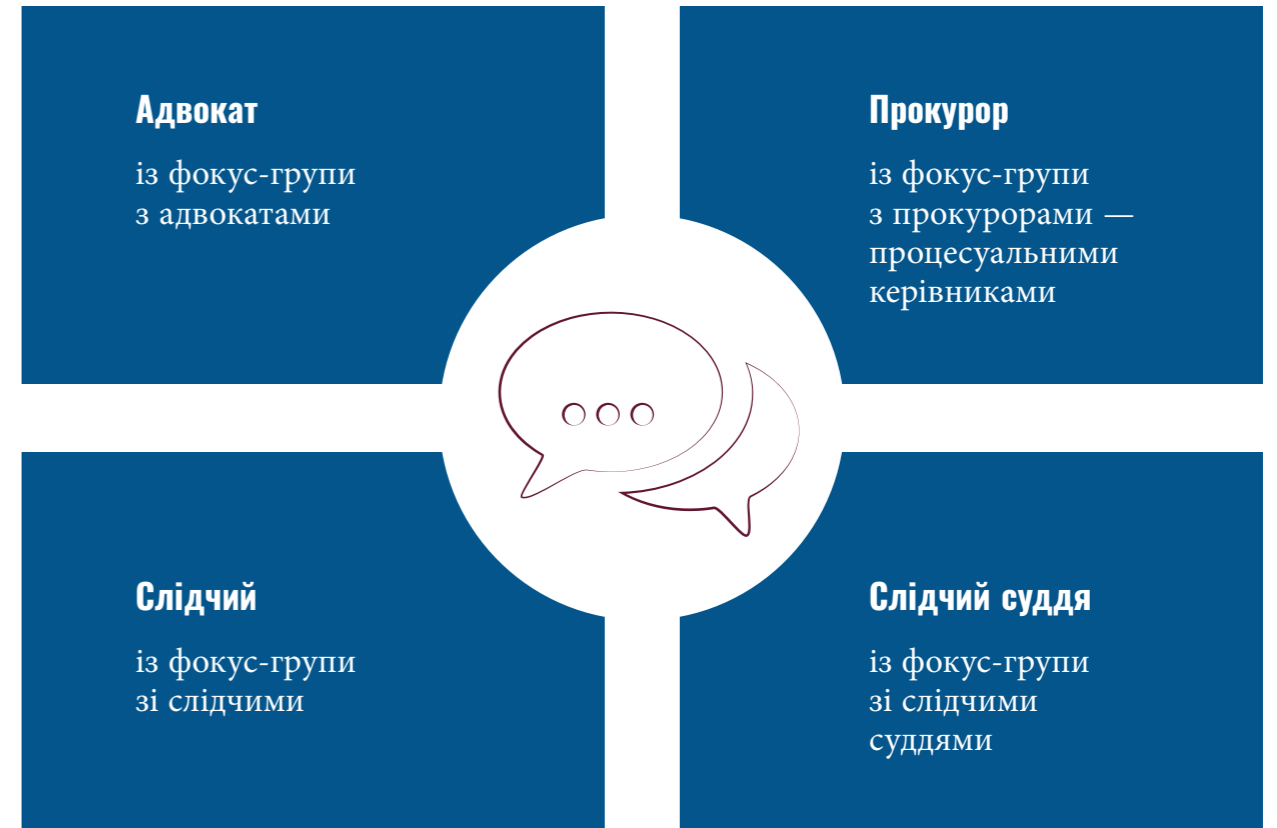 Адвокат
із фокус-групи
з адвокатами
Прокурор
із фокус-групи
з прокурорами —
процесуальними
керівниками
Слідчий
із фокус-групи
зі слідчими
Слідчий суддя
із фокус-групи
зі слідчими
суддями